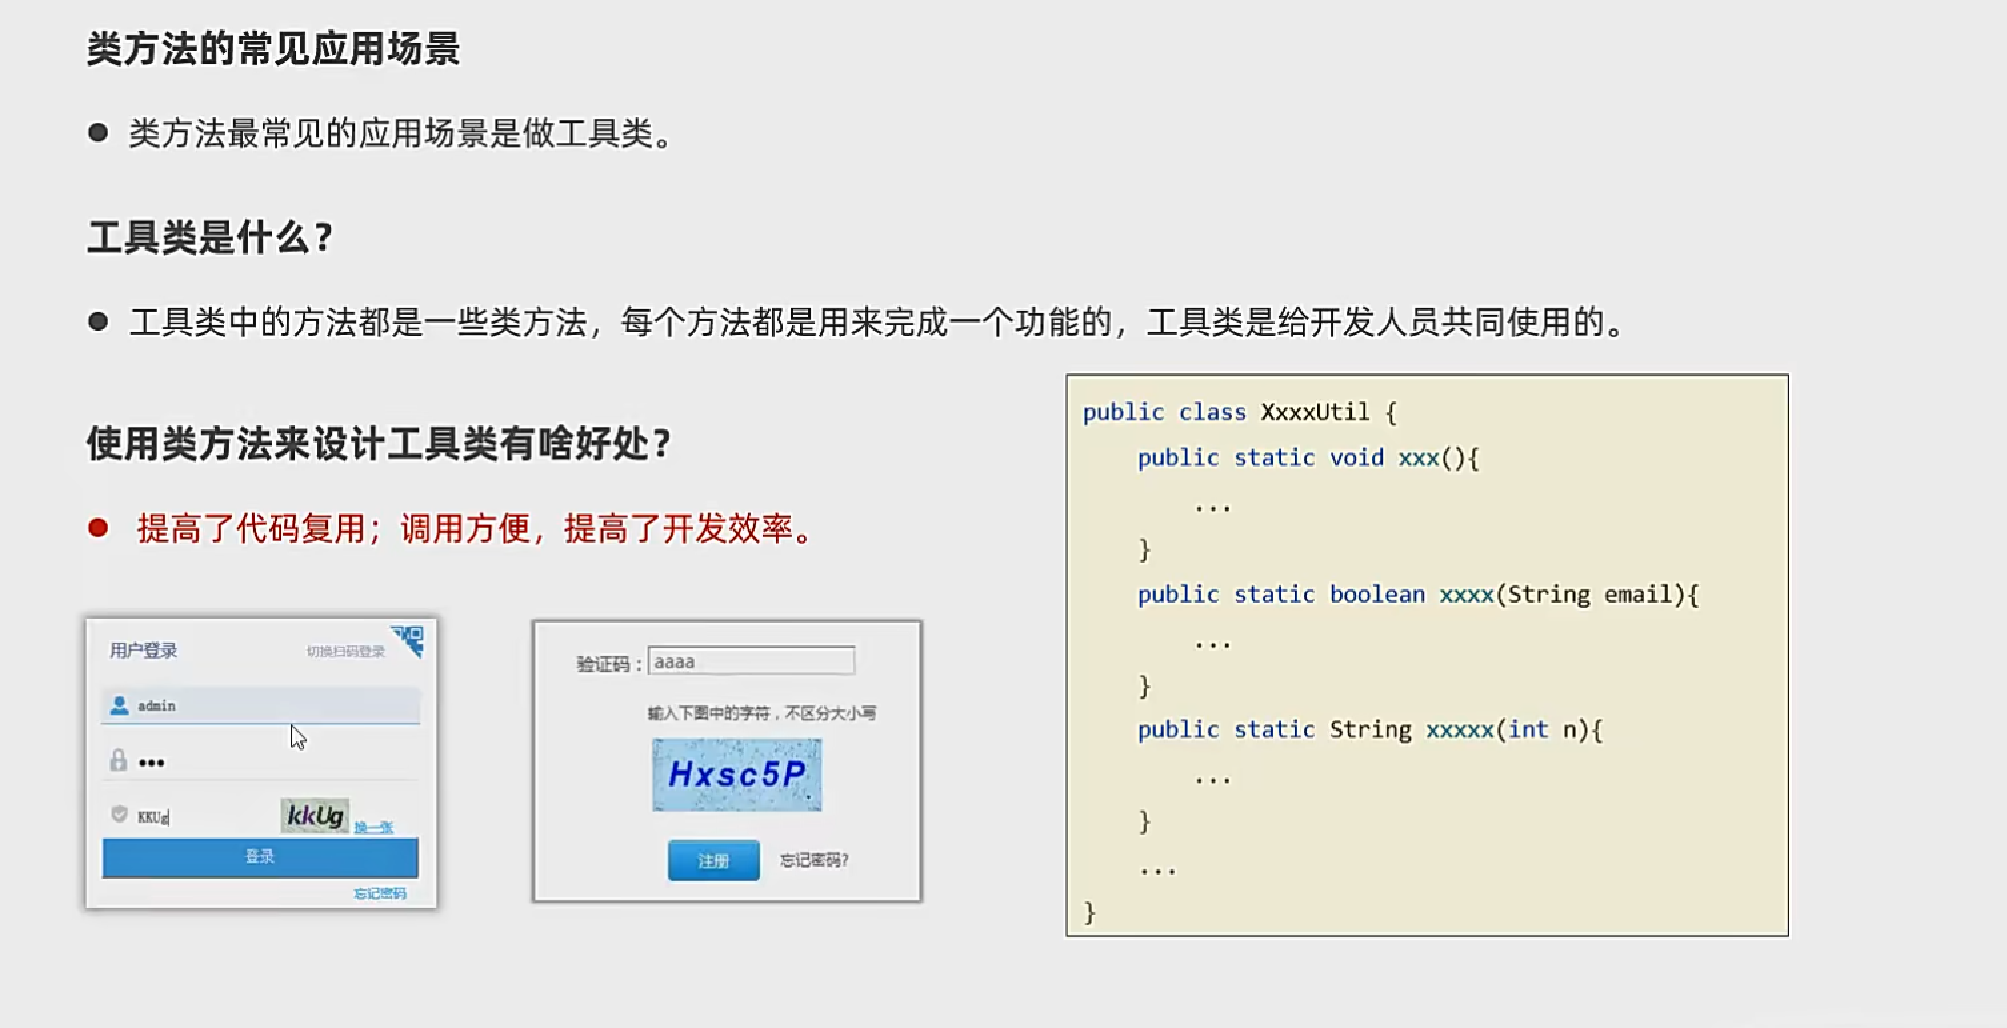 类方法的常见应用场景
● 类方法最常见的应用场景是做工具类。
工具类是什么？
● 工具类中的方法都是一些类方法，每个方法都是用来完成一个功能的，工具类是给开发人员共同使用的。
使用类方法来设计工具类有啥好处？
● 提高了代码复用；调用方便，提高了开发效率。
用户登录 切换扫码登录
admin
•••
KKUg kkUg 换一张
登录
忘记密码
验证码： aaaa
输入下图中的字符，不区分大小写
Hxsc5P
注册 忘记密码?
public class XxxxUtil {
public static void xxx(){
...
}
public static boolean xxxx(String email){
...
}
public static String xxxxx(int n){
...
}
...
}